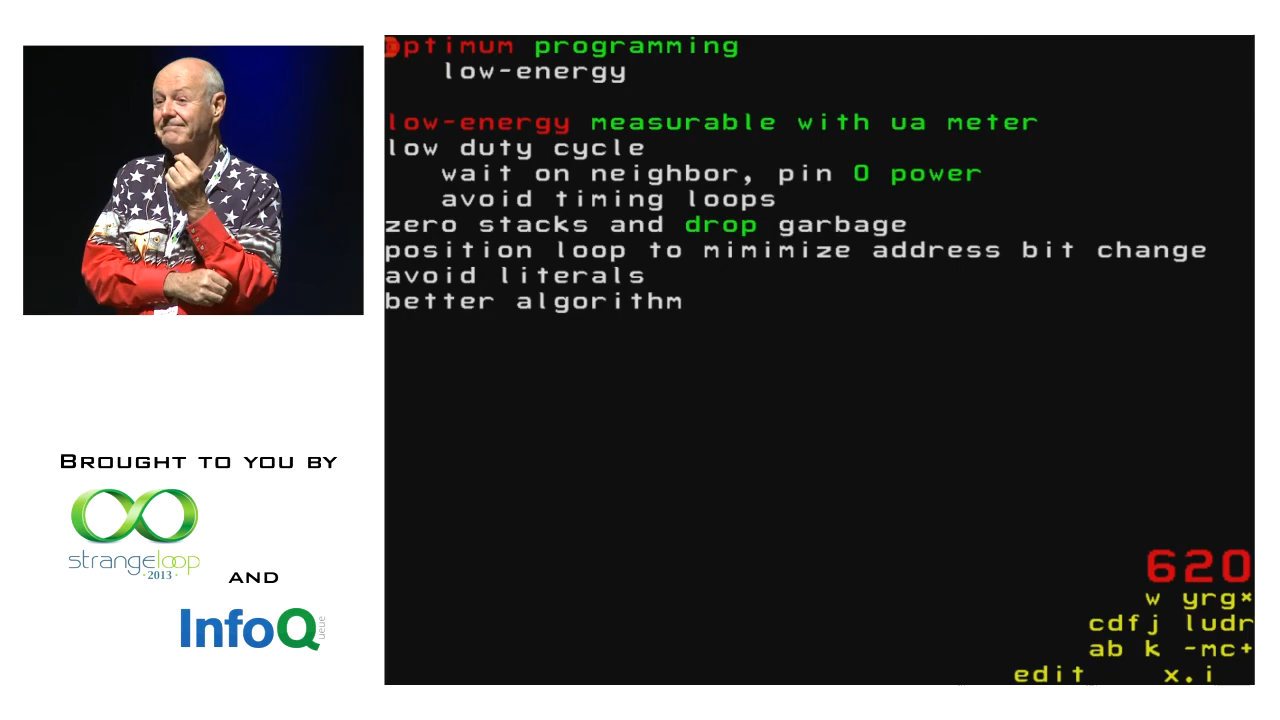 optimum programming
low-energy
low-energy measurable with ua meter
low duty cycle
wait on neighbor, pin 0 power
avoid timing loops
zero stacks and drop garbage
position loop to mimimize address bit change
avoid literals
better algorithm
620
w yrg*
cdfj ludr
ab k -mc+
edit x.i
BROUGHT TO YOU BY
strangeloop
·2013·
AND
InfoQ
queue